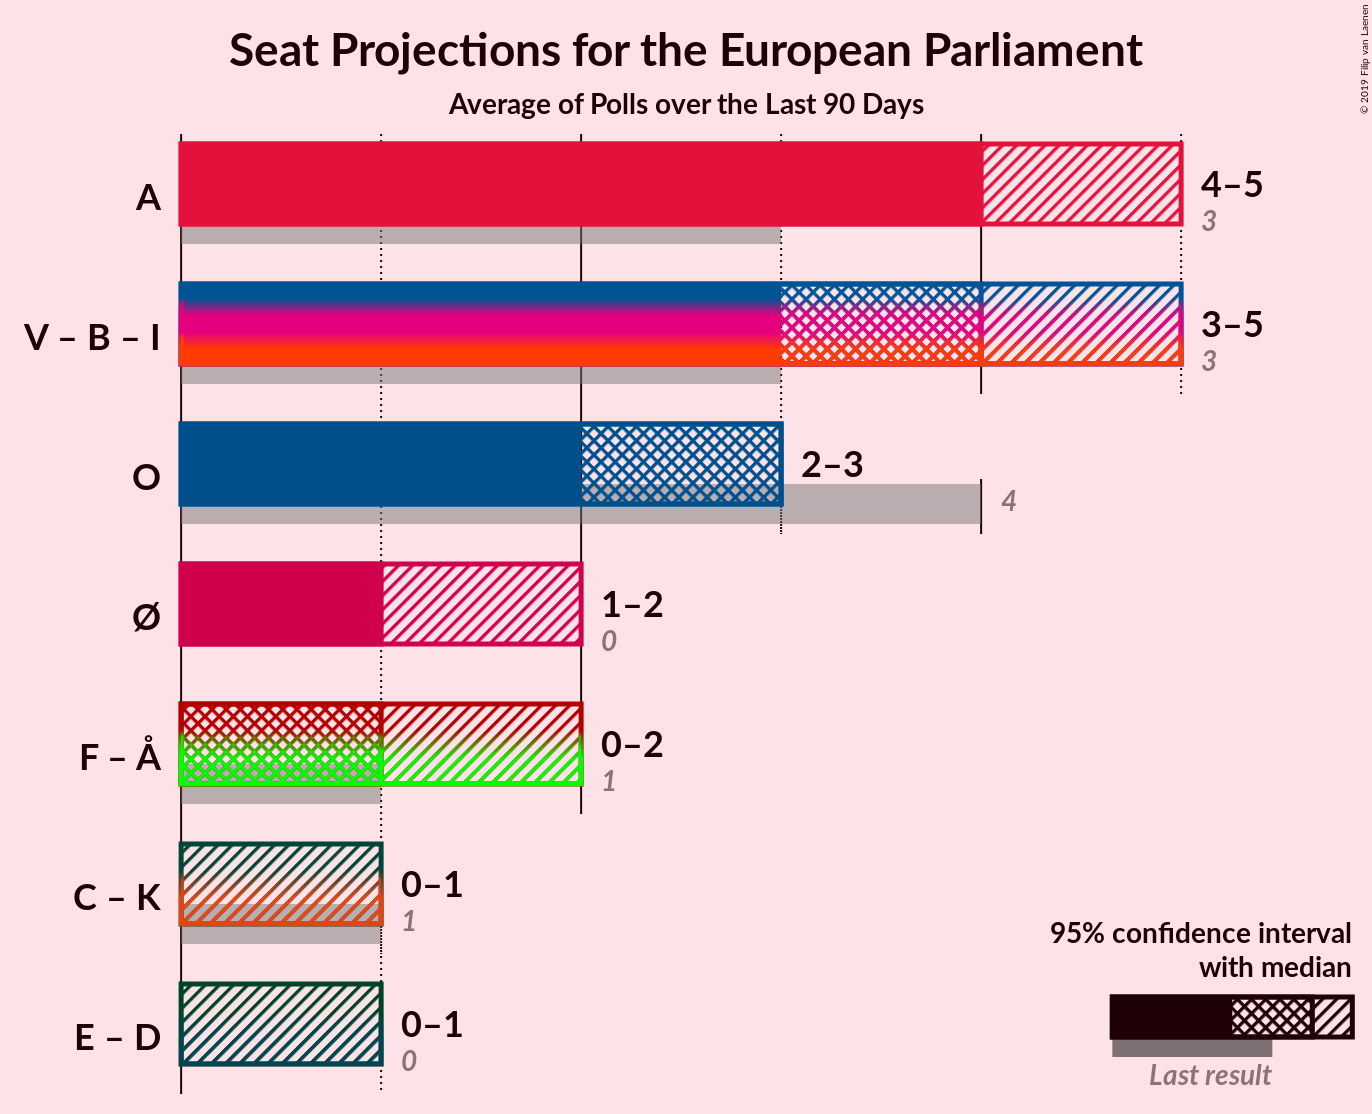 Seat Projections for the European Parliament
Average of Polls over the Last 90 Days
© 2019 Filip van Laenen
A
4–5
3
V – B – I
3–5
3
O
2–3
4
Ø
1–2
0
F – Å
0–2
1
C – K
0–1
1
E – D
0–1
0
95% confidence interval
with median
Last result